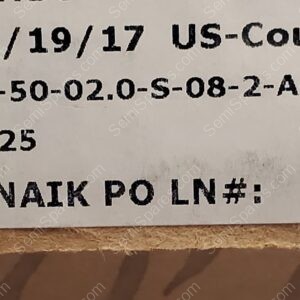 /19/17 US-Cou
-50-02.0-S-08-2-A
25
NAIK PO LN#: